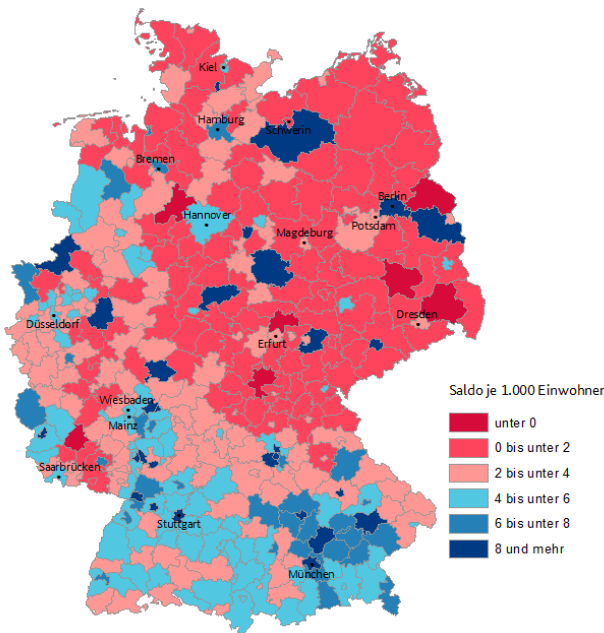 Kiel
Hamburg
Schwerin
Bremen
Berlin
Hannover
Potsdam
Magdeburg
Düsseldorf
Dresden
Erfurt
Wiesbaden
Mainz
Saarbrücken
Stuttgart
München
Saldo je 1.000 Einwohner
unter 0
0 bis unter 2
2 bis unter 4
4 bis unter 6
6 bis unter 8
8 und mehr